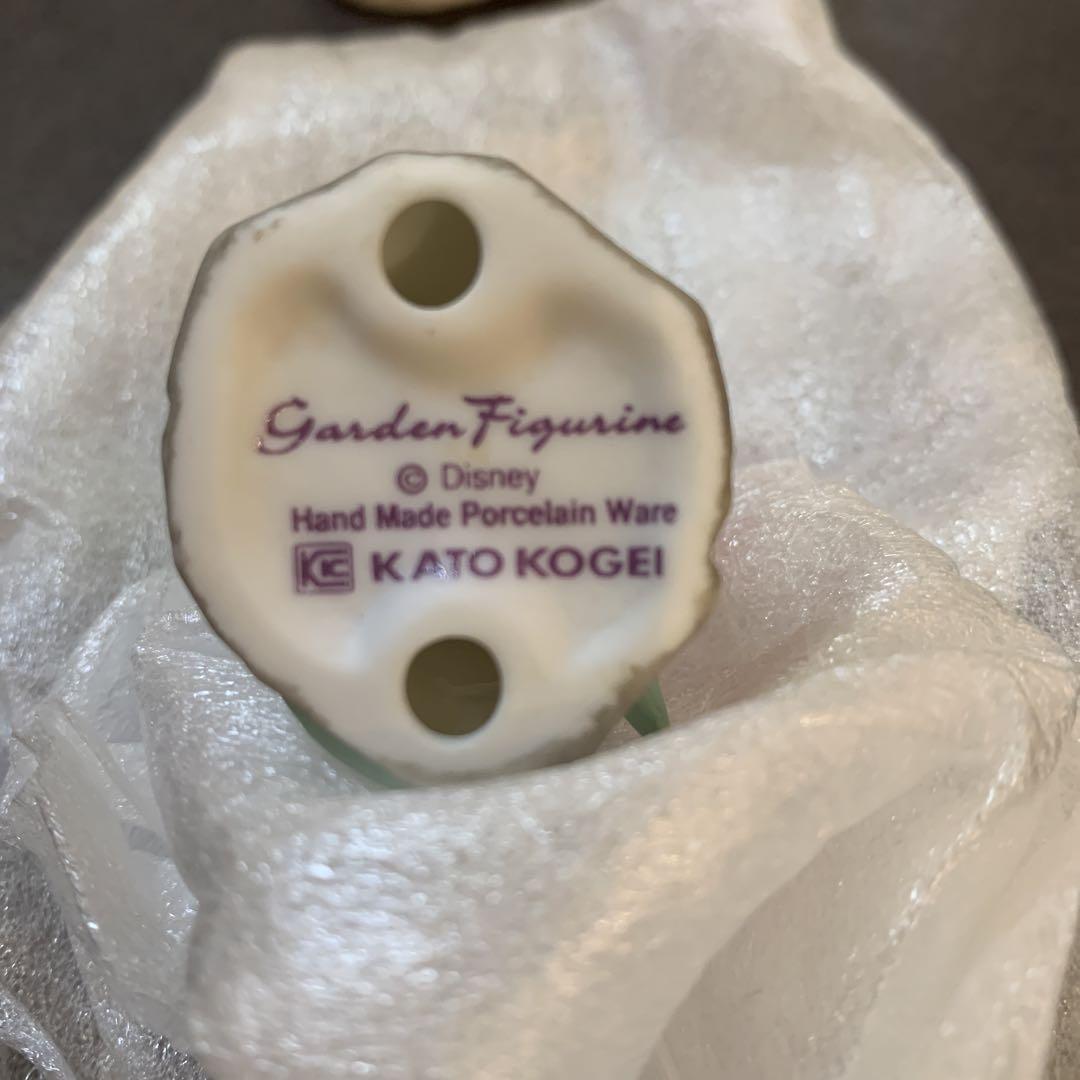 Garden Figurine
© Disney
Hand Made Porcelain Ware
KC KATO KOGEI